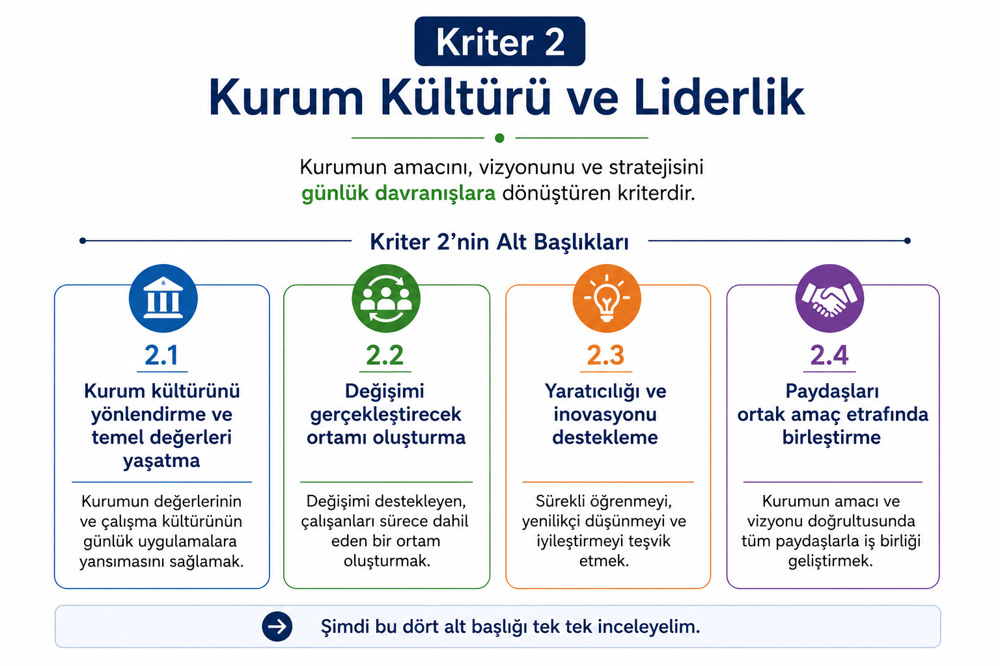 Kriter 2
Kurum Kültürü ve Liderlik
Kurumun amacını, vizyonunu ve stratejisini
günlük davranışlara dönüştüren kriterdir.
Kriter 2’nin Alt Başlıkları
2.1
Kurum kültürünü
yönlendirme ve
temel değerleri
yaşatma
Kurumun değerlerinin
ve çalışma kültürünün
günlük uygulamalara
yansımasını sağlamak.
2.2
Değişimi
gerçekleştirecek
ortamı oluşturma
Değişimi destekleyen,
çalışanları sürece dahil
eden bir ortam
oluşturmak.
2.3
Yaratıcılığı ve
inovasyonu
destekleme
Sürekli öğrenmeyi,
yenilikçi düşünmeyi ve
iyileştirmeyi teşvik
etmek.
2.4
Paydaşları
ortak amaç etrafında
birleştirme
Kurumun amacı ve
vizyonu doğrultusunda
tüm paydaşlarla iş birliği
geliştirmek.
Şimdi bu dört alt başlığı tek tek inceleyelim.